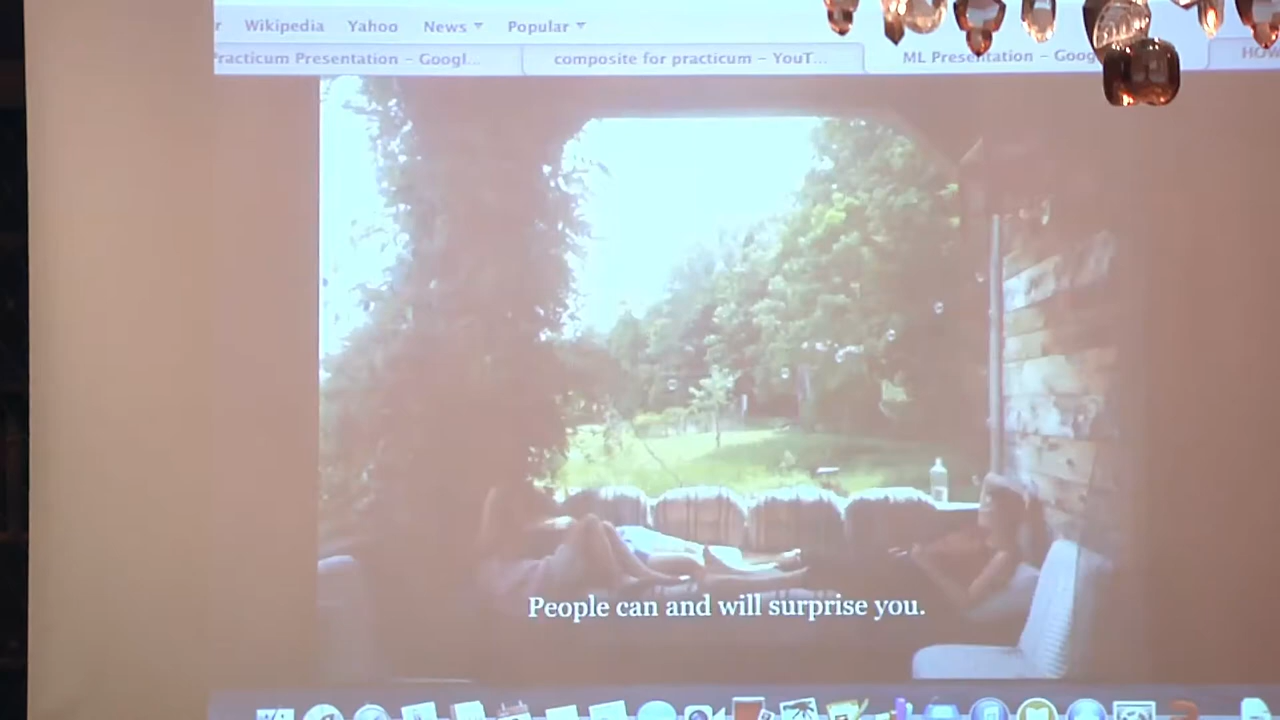 Wikipedia Yahoo News Popular
racticum Presentation – Googl...
composite for practicum – YouT...
ML Presentation – Goog
HOW
People can and will surprise you.